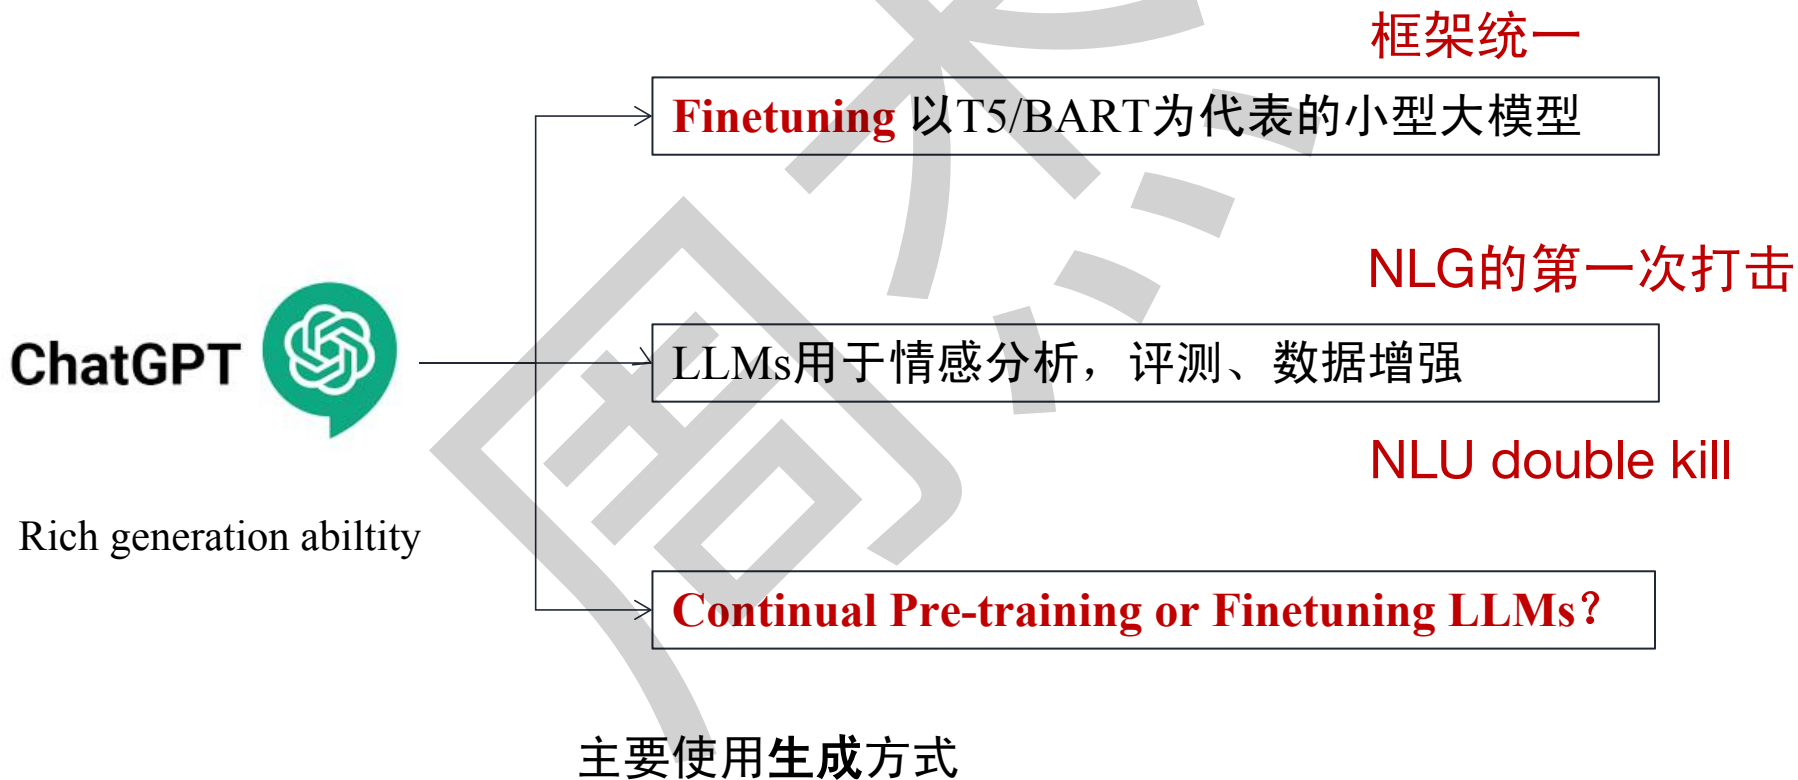 框架统一
Finetuning 以T5/BART为代表的小型大模型
NLG的第一次打击
ChatGPT
LLMs用于情感分析，评测、数据增强
NLU double kill
Rich generation abiltity
Continual Pre-training or Finetuning LLMs？
主要使用生成方式